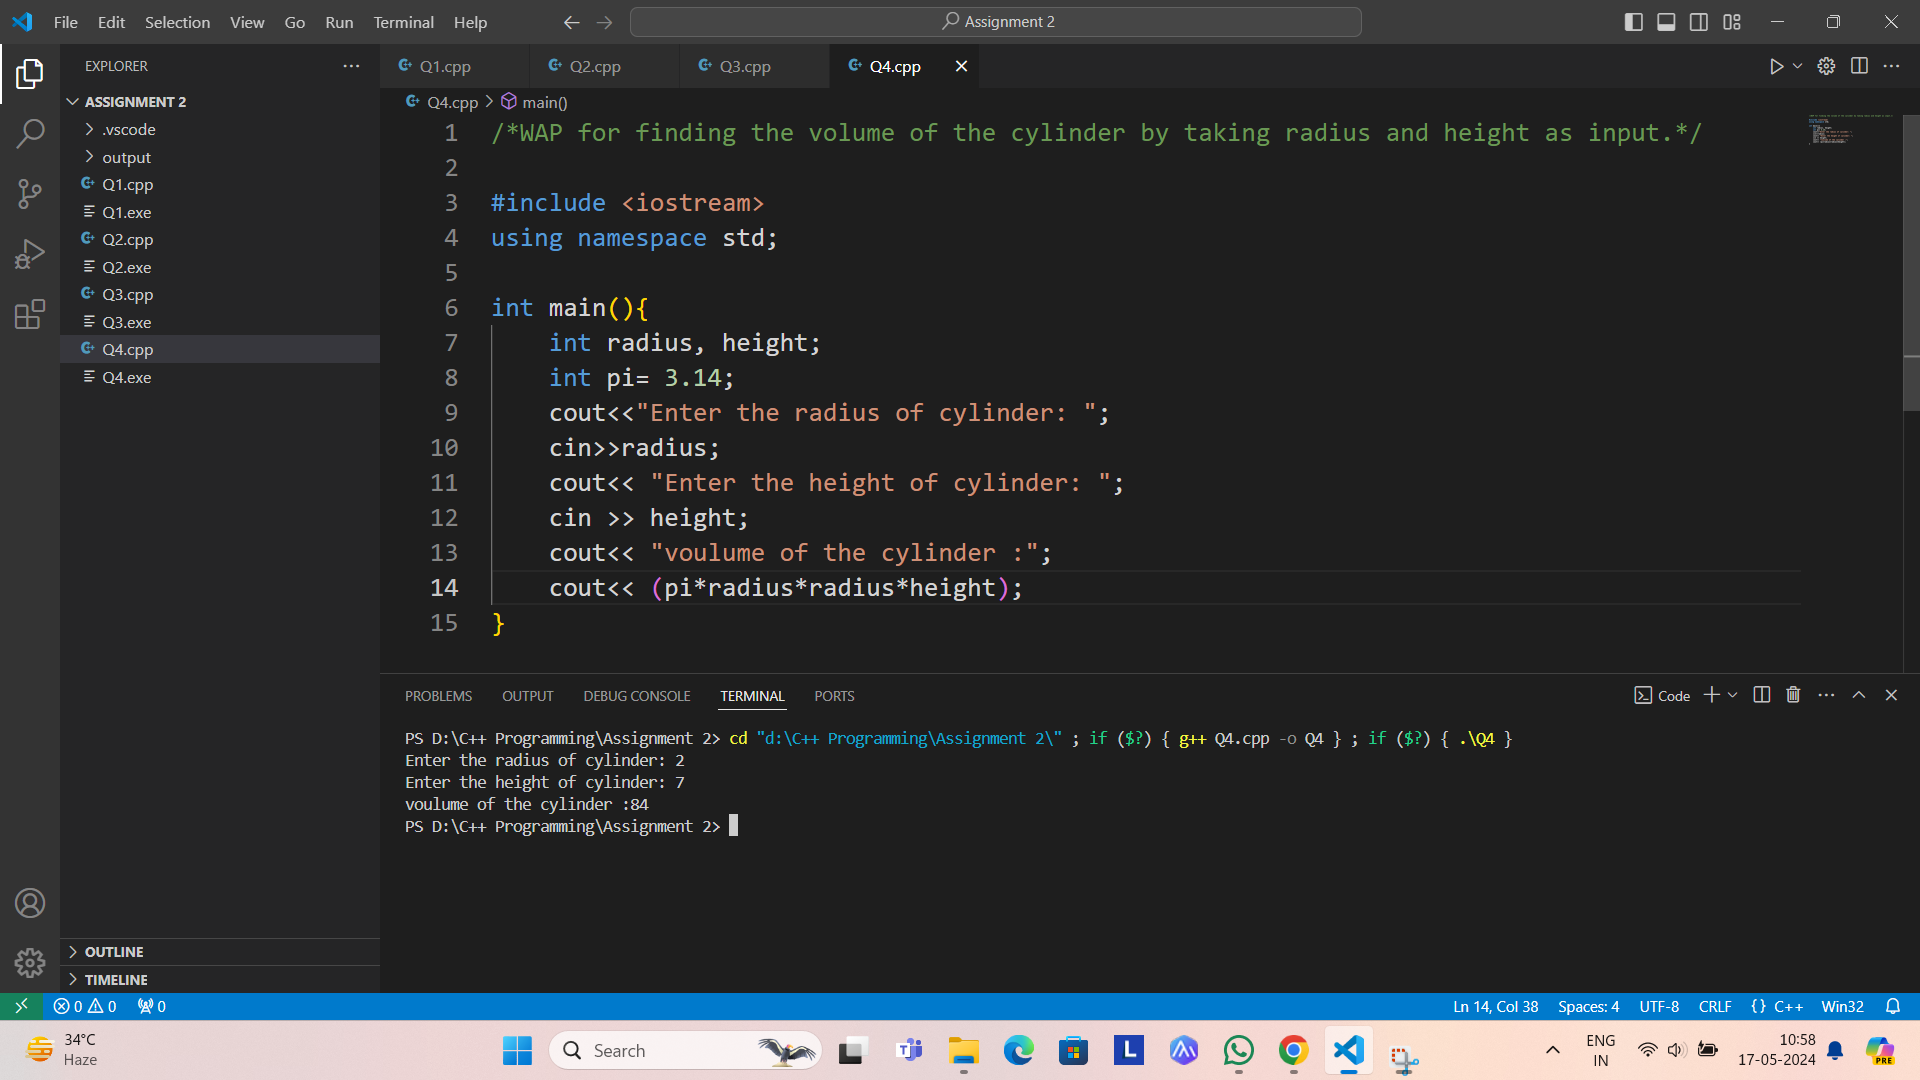 File Edit Selection View Go Run Terminal Help
Assignment 2
EXPLORER
ASSIGNMENT 2
.vscode
output
Q1.cpp
Q1.exe
Q2.cpp
Q2.exe
Q3.cpp
Q3.exe
Q4.cpp
Q4.exe
OUTLINE
TIMELINE
Q1.cpp Q2.cpp Q3.cpp Q4.cpp
Q4.cpp > main()
1 /*WAP for finding the volume of the cylinder by taking radius and height as input.*/
2
3 #include <iostream>
4 using namespace std;
5
6 int main(){
7     int radius, height;
8     int pi= 3.14;
9     cout<<"Enter the radius of cylinder: ";
10     cin>>radius;
11     cout<< "Enter the height of cylinder: ";
12     cin >> height;
13     cout<< "voulume of the cylinder :";
14     cout<< (pi*radius*radius*height);
15 }
PROBLEMS OUTPUT DEBUG CONSOLE TERMINAL PORTS
Code
PS D:\C++ Programming\Assignment 2> cd "d:\C++ Programming\Assignment 2\" ; if ($?) { g++ Q4.cpp -o Q4 } ; if ($?) { .\Q4 }
Enter the radius of cylinder: 2
Enter the height of cylinder: 7
voulume of the cylinder :84
PS D:\C++ Programming\Assignment 2>
0 0 0
Ln 14, Col 38 Spaces: 4 UTF-8 CRLF {} C++ Win32
34°C
Haze
Search
L
ENG
IN
10:58
17-05-2024
PRE